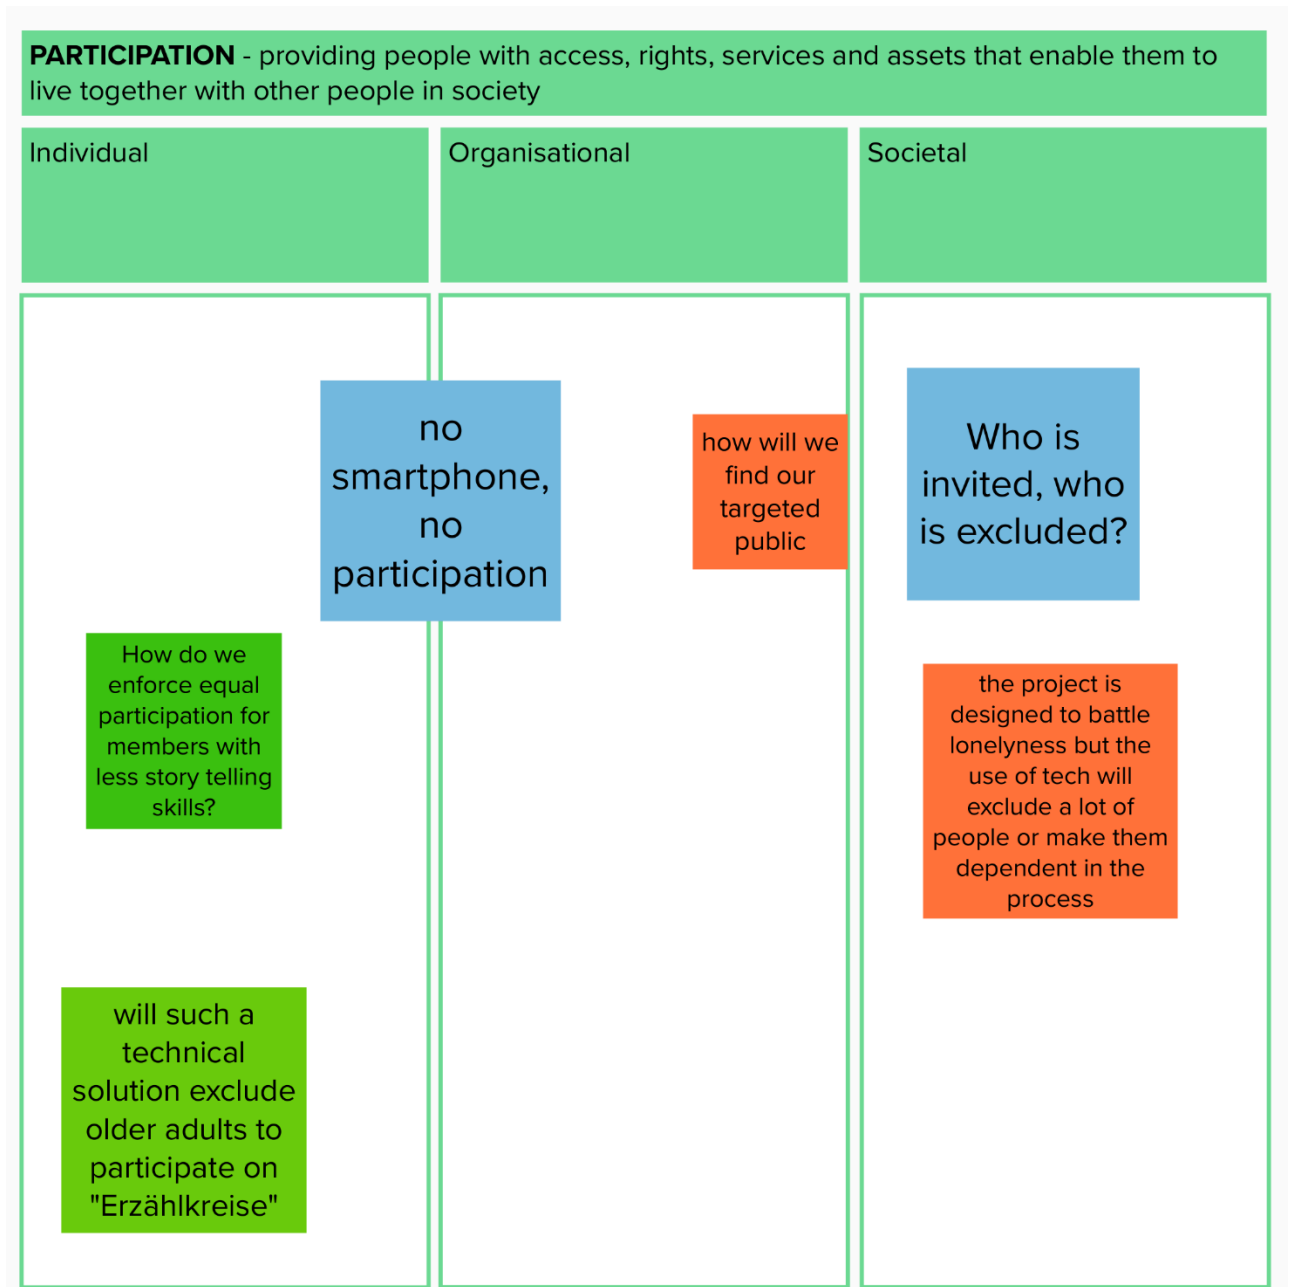 PARTICIPATION - providing people with access, rights, services and assets that enable them to
live together with other people in society
Individual
Organisational
Societal
no
smartphone,
no
participation
how will we
find our
targeted
public
Who is
invited, who
is excluded?
How do we
enforce equal
participation for
members with
less story telling
skills?
the project is
designed to battle
lonelyness but the
use of tech will
exclude a lot of
people or make them
dependent in the
process
will such a
technical
solution exclude
older adults to
participate on
"Erzählkreise"